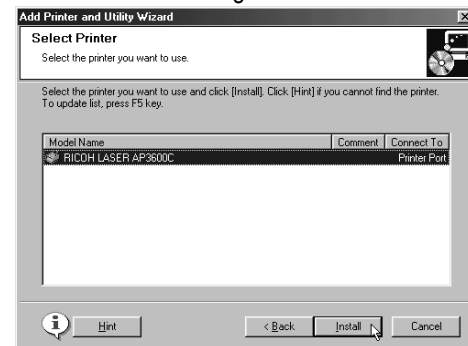 Add Printer and Utility Wizard
Select Printer
Select the printer you want to use.
Select the printer you want to use and click [Install]. Click [Hint] if you cannot find the printer.
To update list, press F5 key.
Model Name Comment Connect To
RICOH LASER AP3600C Printer Port
Hint < Back Install Cancel